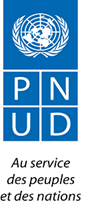 P N
U D
Au service
des peuples
et des nations